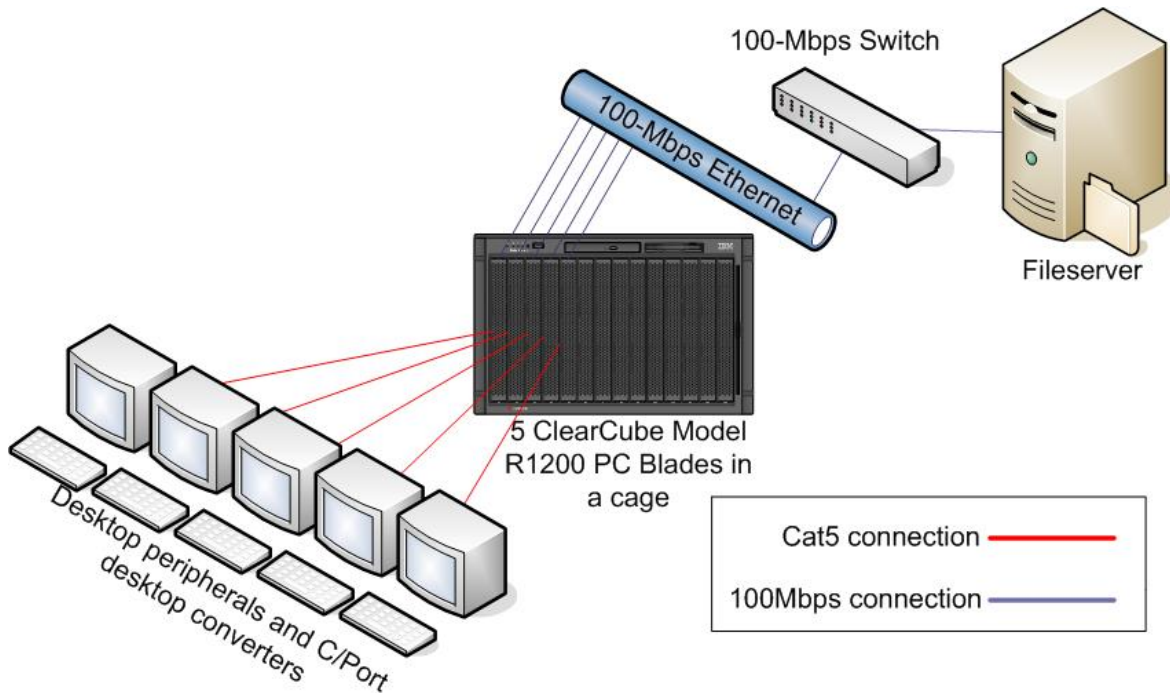 100-Mbps Switch
100-Mbps Ethernet
Fileserver
IBM
5 ClearCube Model
R1200 PC Blades in
a cage
Desktop peripherals and C/Port
desktop converters
Cat5 connection
100Mbps connection